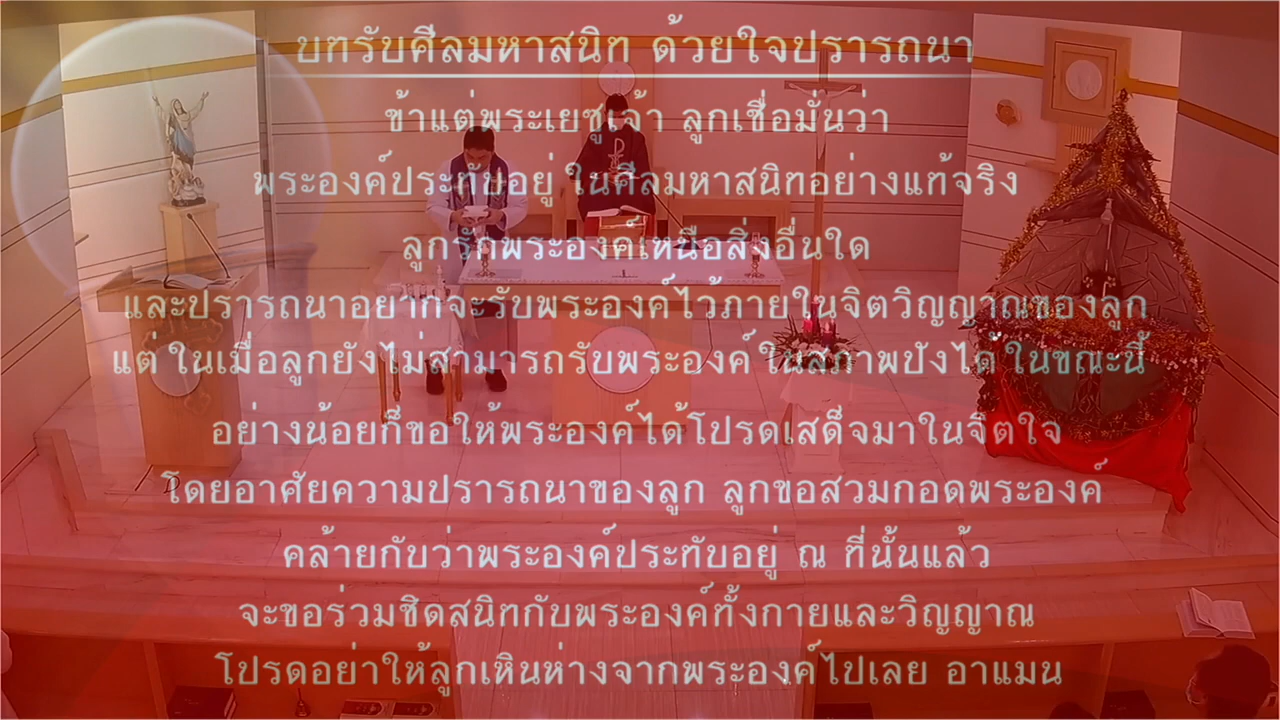 บทรับศีลมหาสนิท ด้วยใจปรารถนา
ข้าแต่พระเยซูเจ้า ลูกเชื่อมั่นว่า
พระองค์ประทับอยู่ ในศีลมหาสนิทอย่างแท้จริง
ลูกรักพระองค์เหนือสิ่งอื่นใด
และปรารถนาอยากจะรับพระองค์ไว้ภายในจิตวิญญาณของลูก
แต่ ในเมื่อลูกยังไม่สามารถรับพระองค์ ในสภาพปังได้ ในขณะนี้
อย่างน้อยก็ขอให้พระองค์ได้โปรดเสด็จมาในจิตใจ
โดยอาศัยความปรารถนาของลูก ลูกขอสวมกอดพระองค์
คล้ายกับว่าพระองค์ประทับอยู่ ณ ที่นั้นแล้ว
จะขอร่วมชิดสนิทกับพระองค์ทั้งกายและวิญญาณ
โปรดอย่าให้ลูกเหินห่างจากพระองค์ไปเลย อาแมน